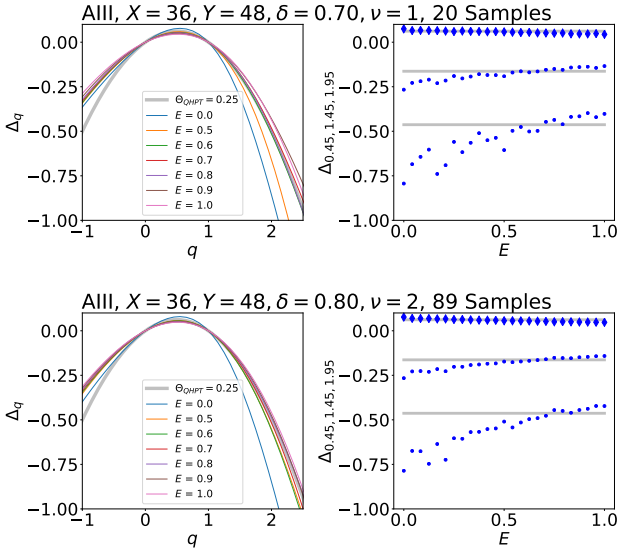 AIII, X = 36, Y = 48, δ = 0.70, ν = 1, 20 Samples
0.00
−0.25
−0.50
−0.75
−1.00
Δq
−1
0
1
2
q
ΘQHPT = 0.25
E = 0.0
E = 0.5
E = 0.6
E = 0.7
E = 0.8
E = 0.9
E = 1.0
0.00
−0.25
−0.50
−0.75
−1.00
Δ0.45, 1.45, 1.95
0.0
0.5
1.0
E
AIII, X = 36, Y = 48, δ = 0.80, ν = 2, 89 Samples
0.00
−0.25
−0.50
−0.75
−1.00
Δq
−1
0
1
2
q
ΘQHPT = 0.25
E = 0.0
E = 0.5
E = 0.6
E = 0.7
E = 0.8
E = 0.9
E = 1.0
0.00
−0.25
−0.50
−0.75
−1.00
Δ0.45, 1.45, 1.95
0.0
0.5
1.0
E